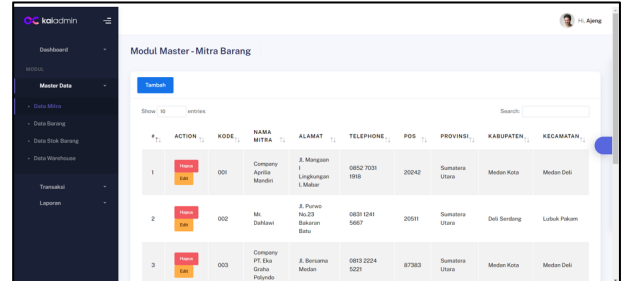 kaiadmin
Hi, Ajeng
Dashboard
MODUL
Master Data
Data Mitra
Data Barang
Data Stok Barang
Data Warehouse
Transaksi
Laporan
Modul Master - Mitra Barang
Tambah
Show 10 entries
Search:
# ACTION KODE NAMA MITRA ALAMAT TELEPHONE POS PROVINSI KABUPATEN KECAMATAN
1 Hapus Edit 001 Company Aprilia Mandiri Jl. Mangaan I Lingkungan I, Mabar 0852 7031 1918 20242 Sumatera Utara Medan Kota Medan Deli
2 Hapus Edit 002 Mr. Dahlawi Jl. Purwo No.23 Bakaran Batu 0831 1241 5667 20511 Sumatera Utara Deli Serdang Lubuk Pakam
3 Hapus Edit 003 Company PT. Eka Graha Polyndo Jl. Bersama Medan 0813 2224 5221 87383 Sumatera Utara Medan Kota Medan Deli